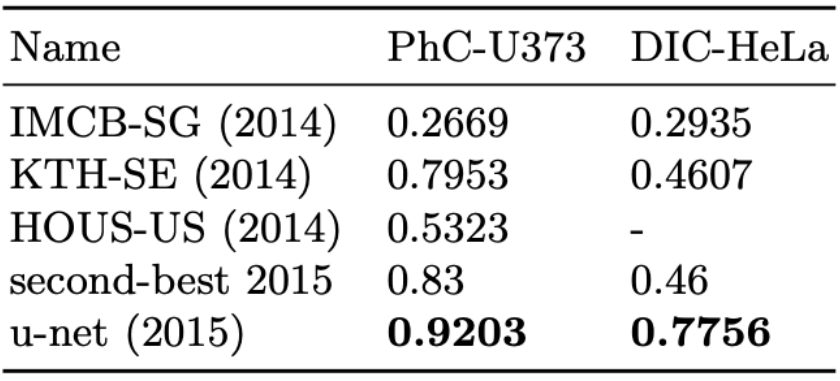 Name PhC-U373 DIC-HeLa
IMCB-SG (2014) 0.2669 0.2935
KTH-SE (2014) 0.7953 0.4607
HOUS-US (2014) 0.5323 -
second-best 2015 0.83 0.46
u-net (2015) 0.9203 0.7756